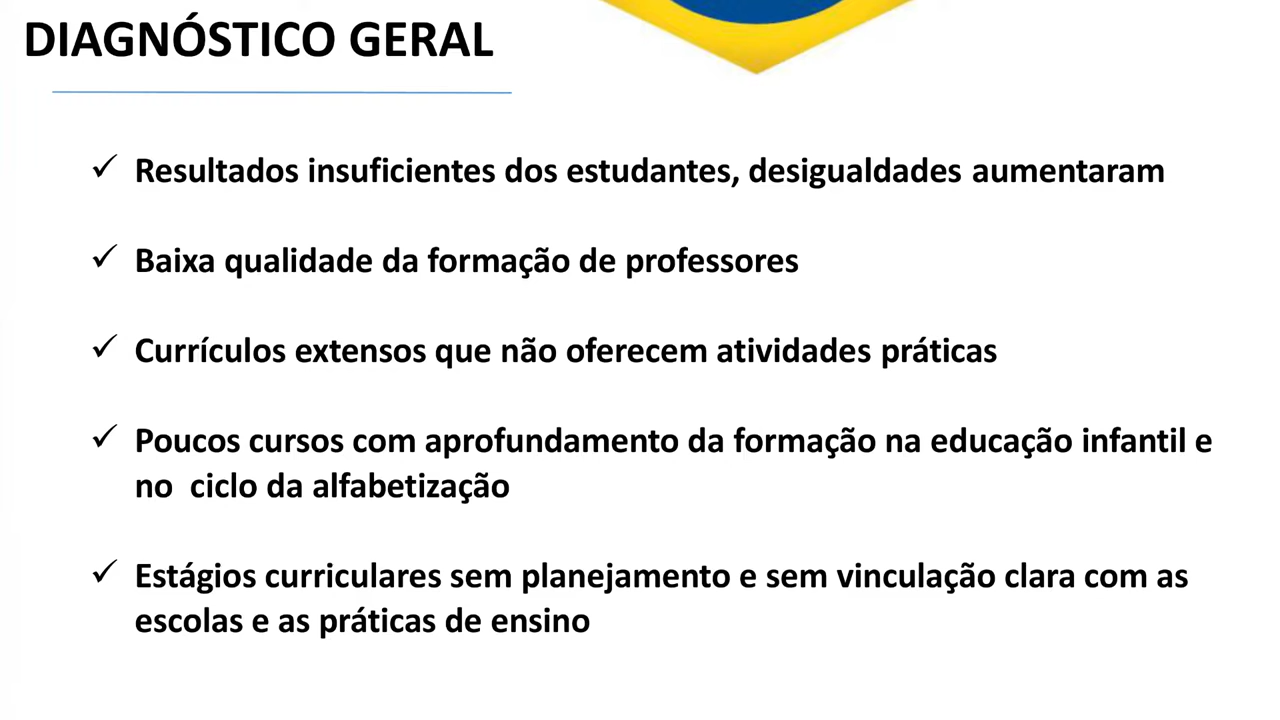 DIAGNÓSTICO GERAL
✓ Resultados insuficientes dos estudantes, desigualdades aumentaram
✓ Baixa qualidade da formação de professores
✓ Currículos extensos que não oferecem atividades práticas
✓ Poucos cursos com aprofundamento da formação na educação infantil e
no ciclo da alfabetização
✓ Estágios curriculares sem planejamento e sem vinculação clara com as
escolas e as práticas de ensino